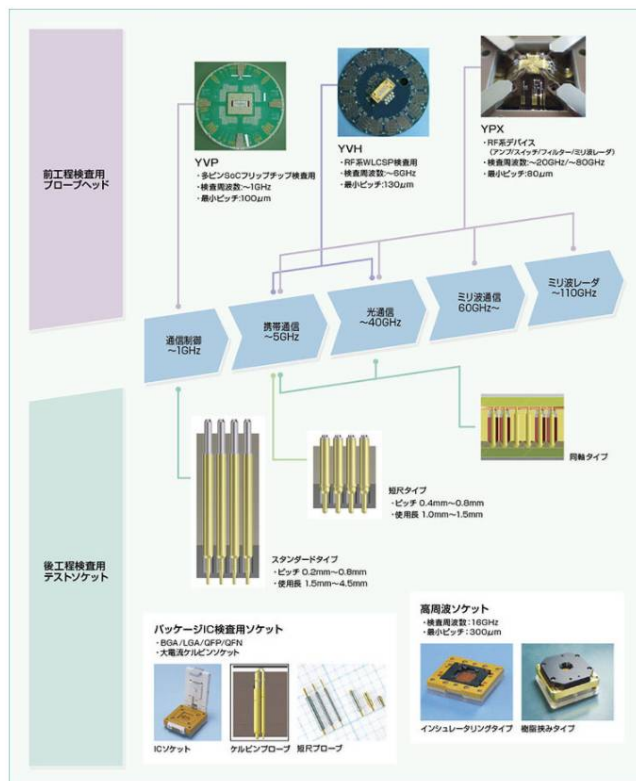 前工程検査用
プローブヘッド
YVP
・多ピンSoCフリップチップ検査用
・検査周波数:～1GHz
・最小ピッチ:100μm
YVH
・RF系WLCSP検査用
・検査周波数:～6GHz
・最小ピッチ:130μm
YPX
・RF系デバイス
（アンプ/スイッチ/フィルター/ミリ波レーダ）
・検査周波数:～20GHz/～80GHz
・最小ピッチ:80μm
通信制御
～1GHz
携帯通信
～5GHz
光通信
～40GHz
ミリ波通信
60GHz～
ミリ波レーダ
～110GHz
後工程検査用
テストソケット
スタンダードタイプ
・ピッチ 0.2mm～0.8mm
・使用長 1.5mm～4.5mm
短尺タイプ
・ピッチ 0.4mm～0.8mm
・使用長 1.0mm～1.5mm
同軸タイプ
パッケージIC検査用ソケット
・BGA/LGA/QFP/QFN
・大電流ケルビンソケット
ICソケット
ケルビンプローブ
短尺プローブ
高周波ソケット
・検査周波数：16GHz
・最小ピッチ：300μm
インシュレータリングタイプ
樹脂挟みタイプ